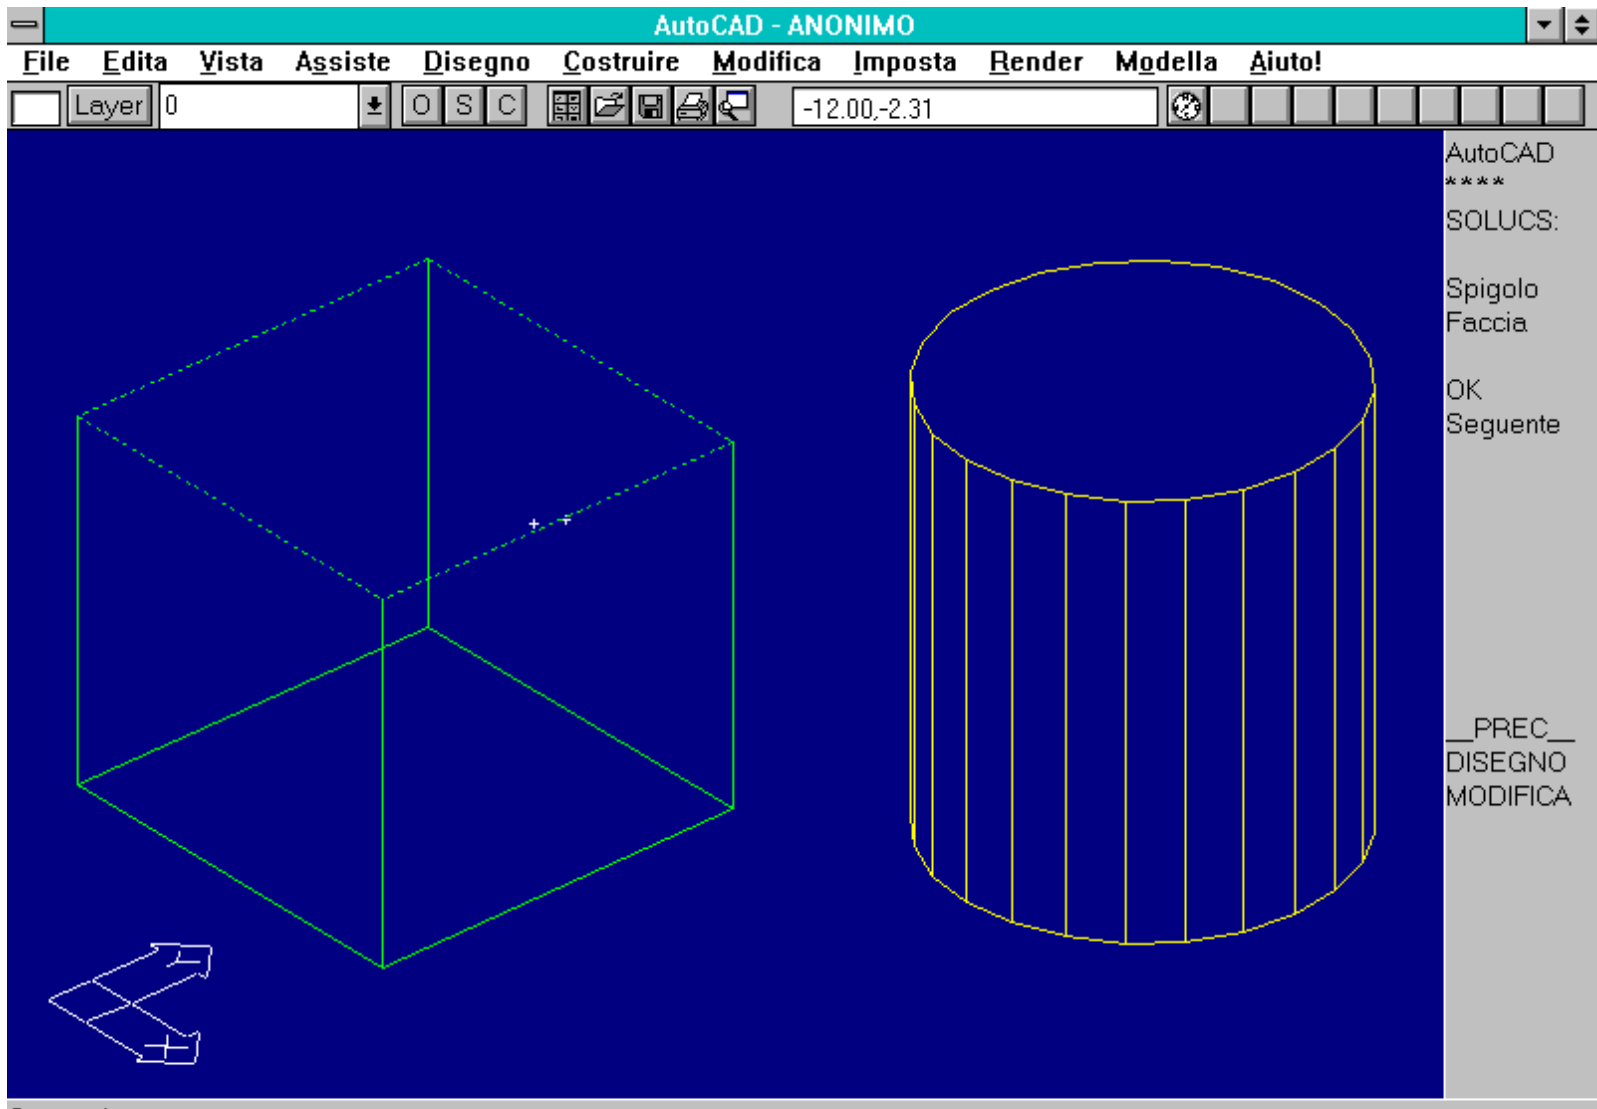 AutoCAD - ANONIMO
File Edita Vista Assiste Disegno Costruire Modifica Imposta Render Modella Aiuto!
Layer 0 O S C -12.00,-2.31
AutoCAD
****
SOLUCS:
Spigolo
Faccia
OK
Seguente
__PREC__
DISEGNO
MODIFICA